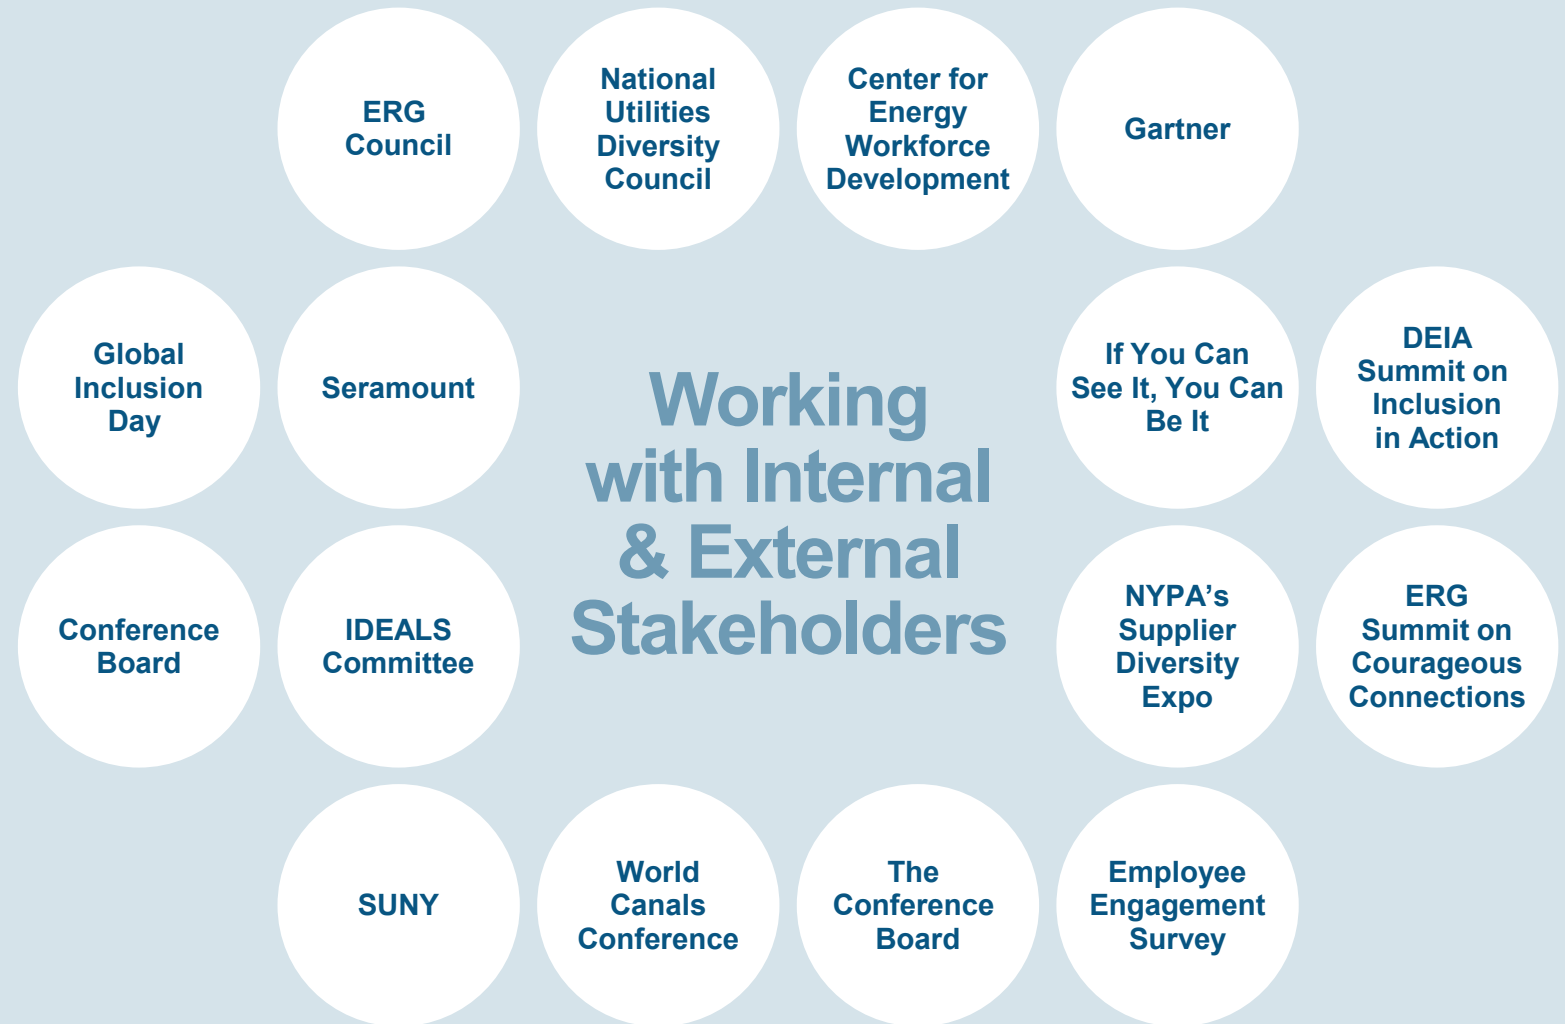 ERG
Council
National
Utilities
Diversity
Council
Center for
Energy
Workforce
Development
Gartner
Global
Inclusion
Day
Seramount
Working
with Internal
& External
Stakeholders
If You Can
See It, You Can
Be It
DEIA
Summit on
Inclusion
in Action
Conference
Board
IDEALS
Committee
NYPA’s
Supplier
Diversity
Expo
ERG
Summit on
Courageous
Connections
SUNY
World
Canals
Conference
The
Conference
Board
Employee
Engagement
Survey